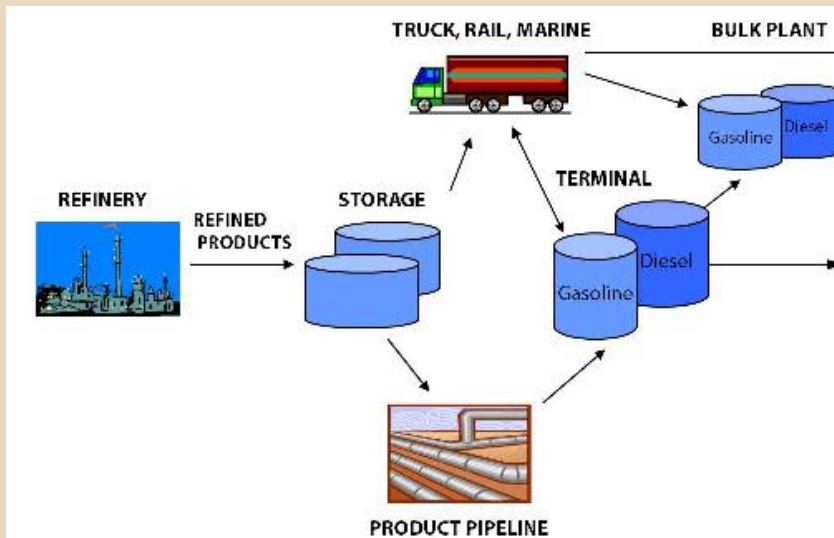 TRUCK, RAIL, MARINE
BULK PLANT
Gasoline
Diesel
TERMINAL
REFINERY
STORAGE
REFINED
PRODUCTS
Diesel
Gasoline
PRODUCT PIPELINE